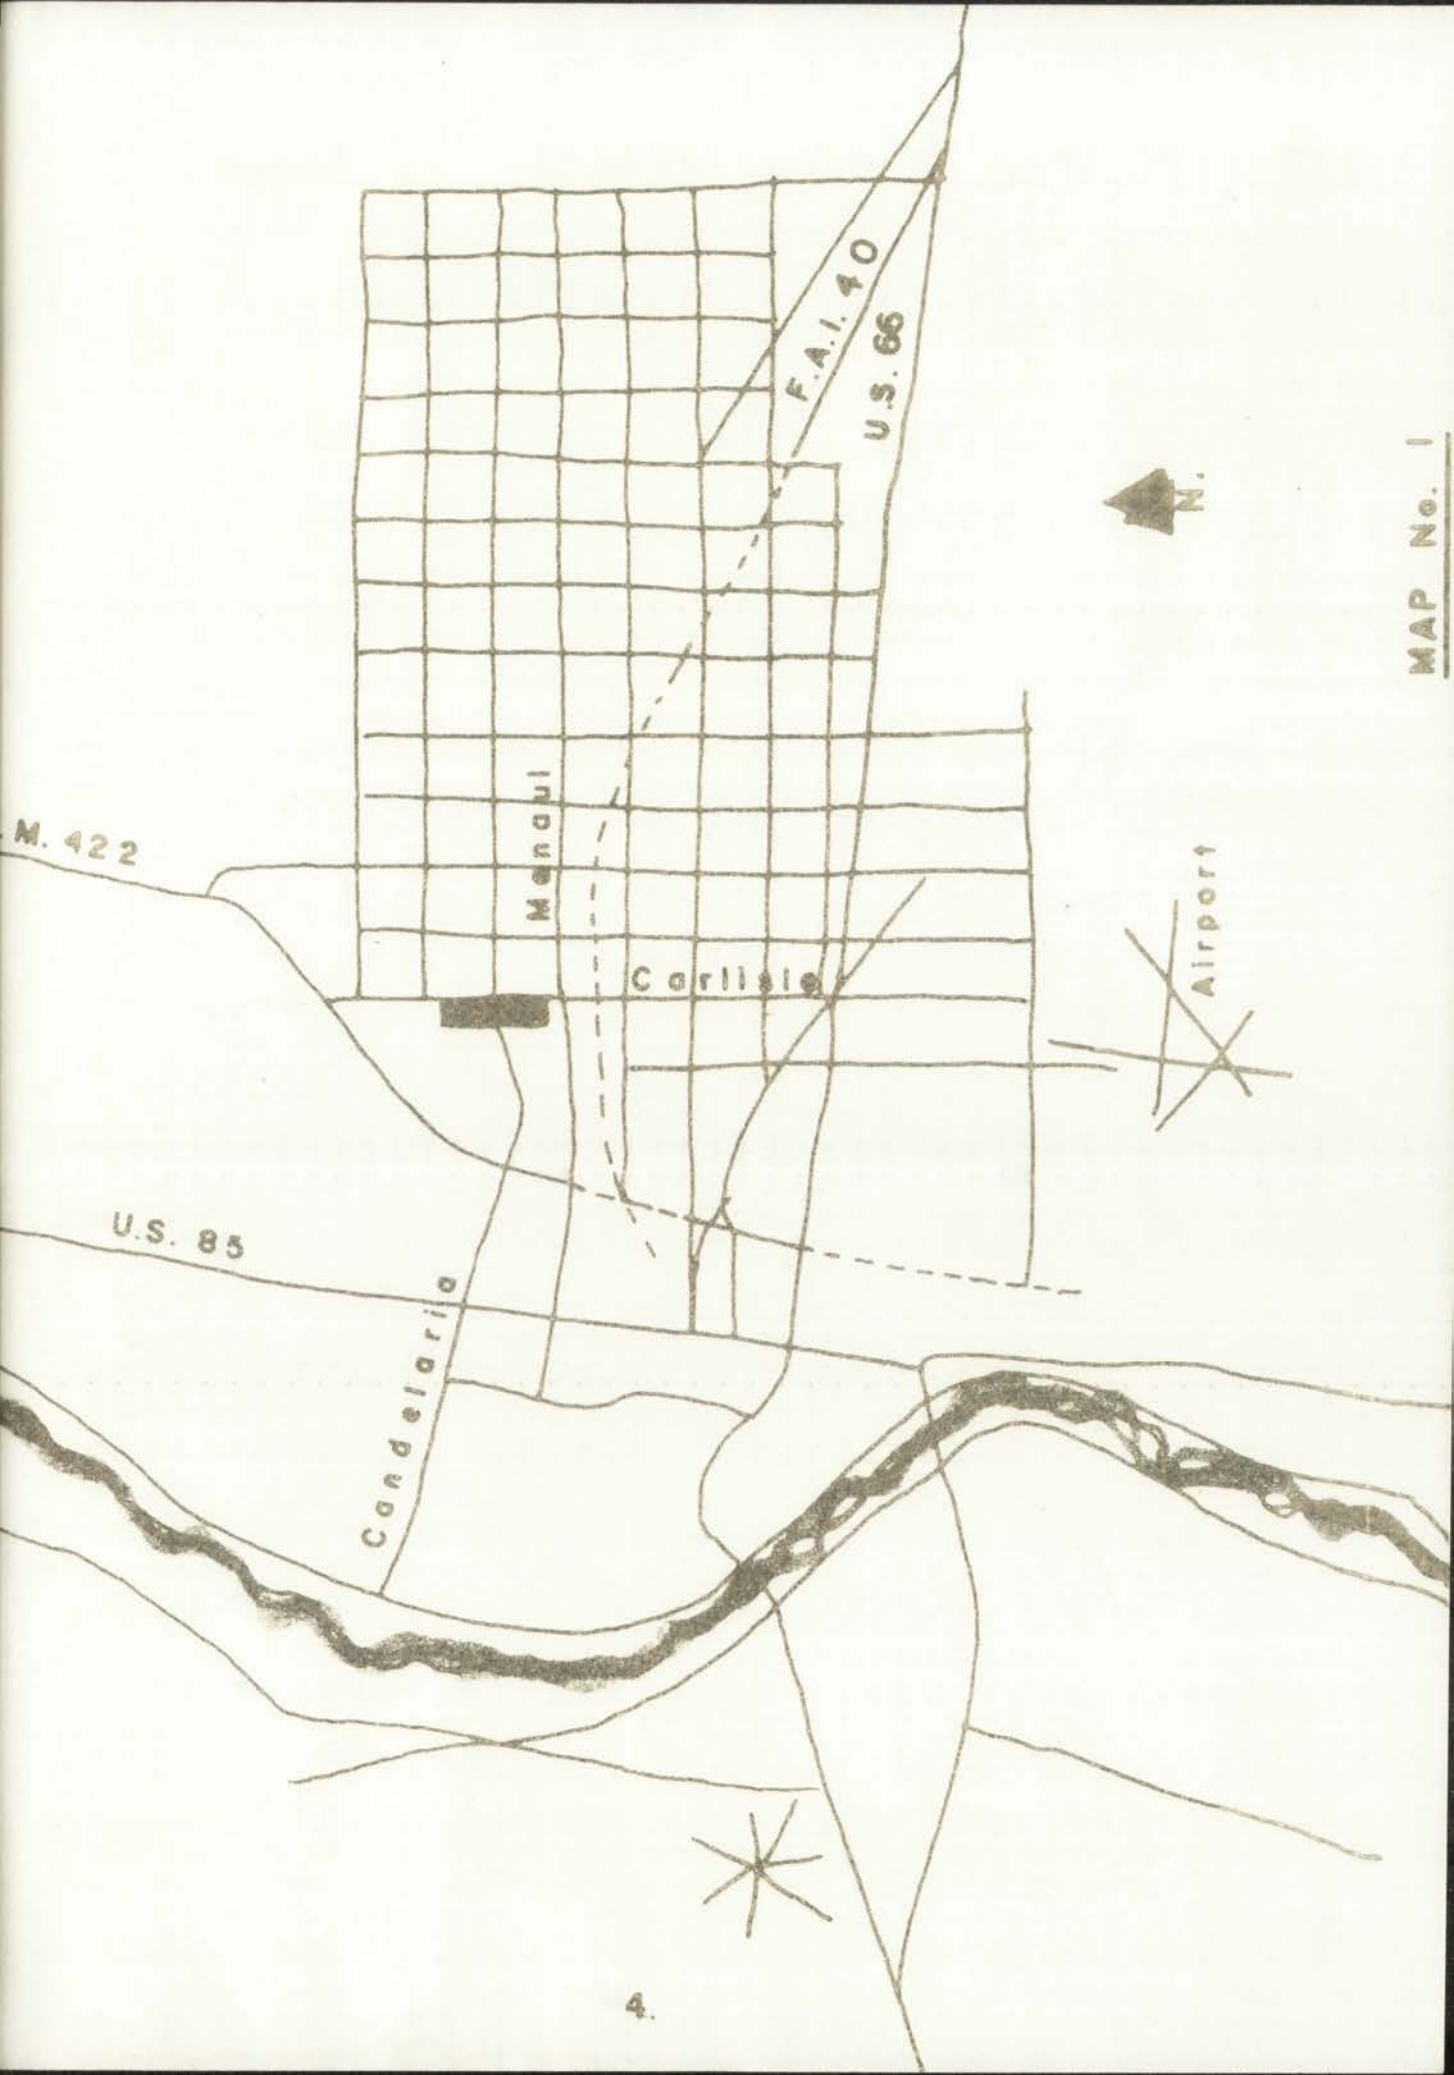 M. 422
U.S. 85
Candelaria
Menaul
Carlisle
F.A.I. 40
U.S. 66
N.
Airport
MAP No. 1
4.